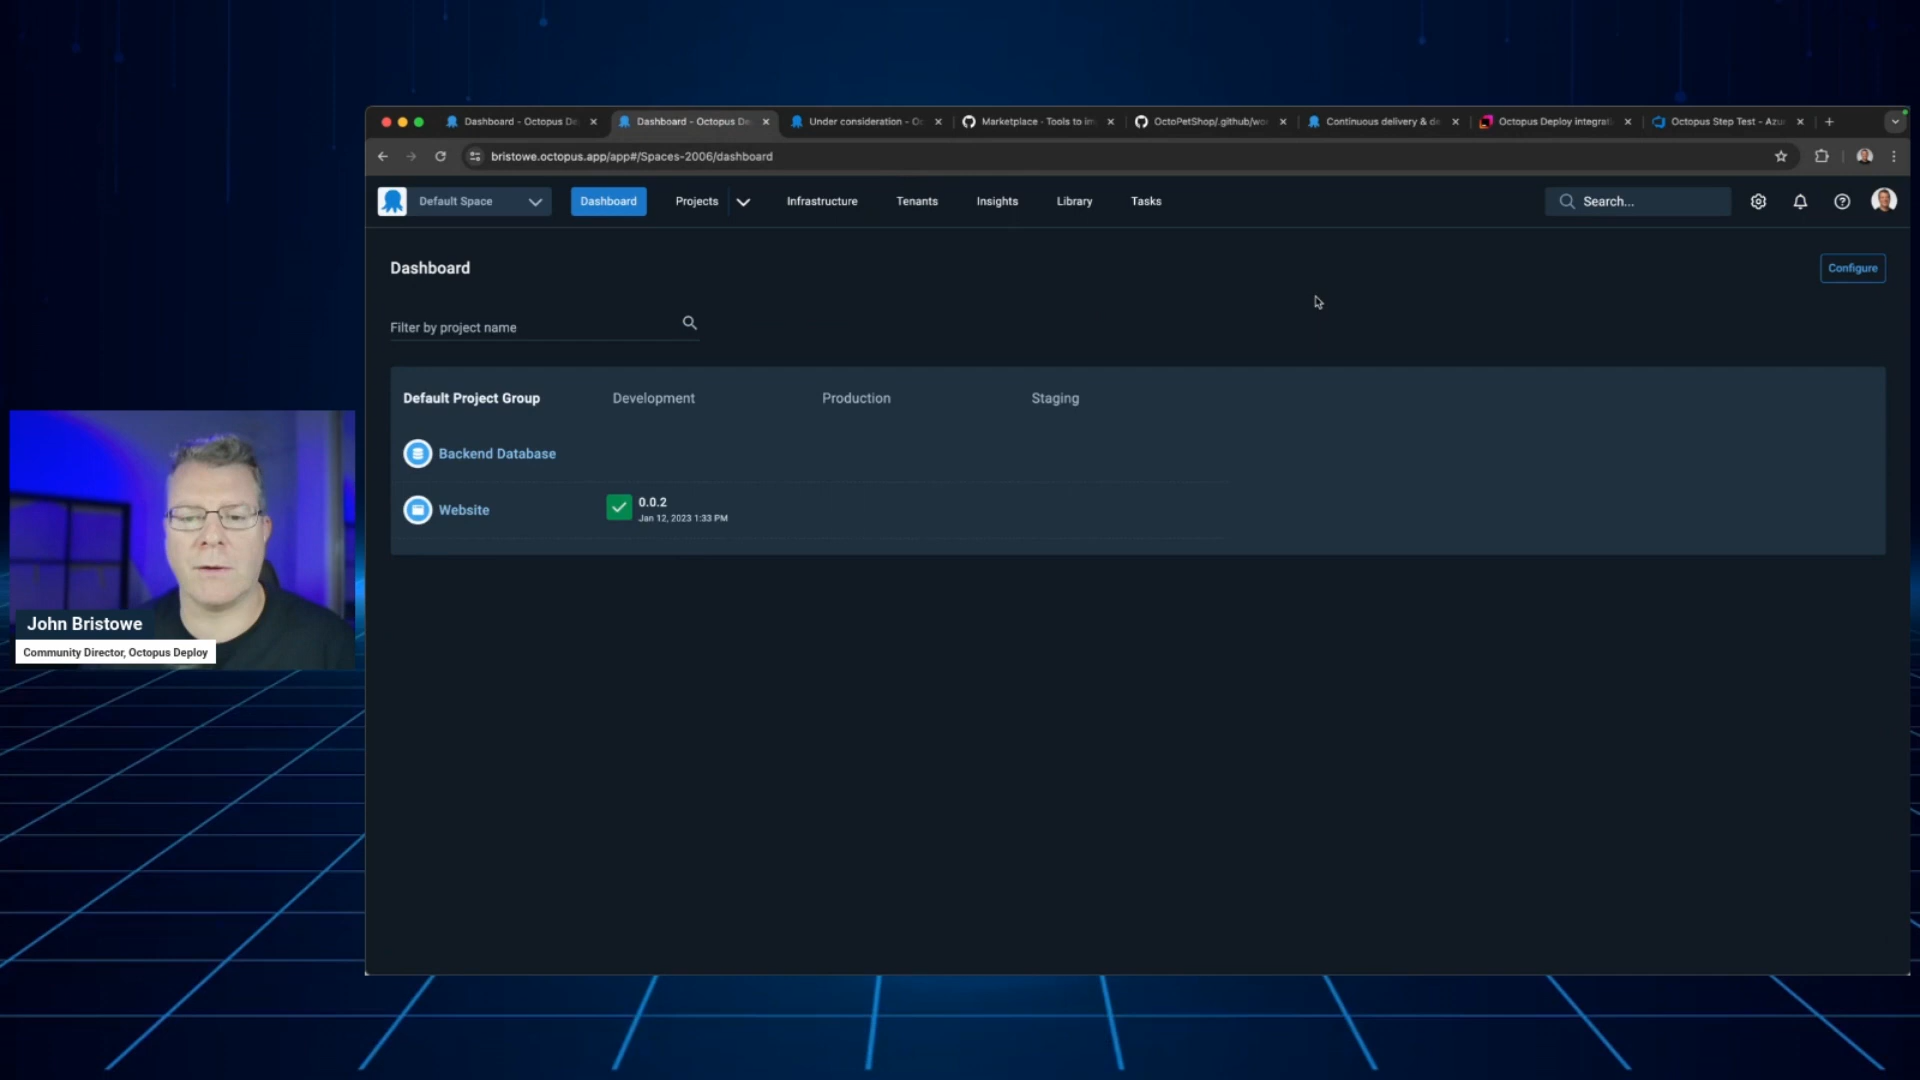 Dashboard - Octopus De
Dashboard - Octopus De
Under consideration - Oc
Marketplace - Tools to im
OctoPetShop/.github/wor
Continuous delivery & de
Octopus Deploy integrati
Octopus Step Test - Azu
bristowe.octopus.app/app#/Spaces-2006/dashboard
Default Space
Dashboard
Projects
Infrastructure
Tenants
Insights
Library
Tasks
Search...
Dashboard
Configure
Filter by project name
Default Project Group
Development
Production
Staging
Backend Database
Website
0.0.2
Jan 12, 2023 1:33 PM
John Bristowe
Community Director, Octopus Deploy